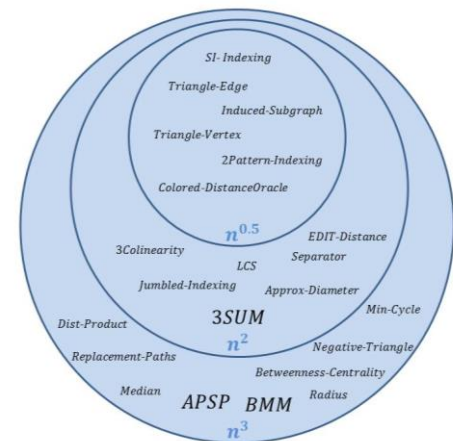 SI- Indexing
Triangle-Edge
Induced-Subgraph
Triangle-Vertex
2Pattern-Indexing
Colored-DistanceOracle
n^0.5
EDIT-Distance
3Colinearity
Separator
LCS
Jumbled-Indexing
Approx-Diameter
Min-Cycle
3SUM
Dist-Product
n^2
Negative-Triangle
Replacement-Paths
Betweenness-Centrality
Median
Radius
APSP BMM
n^3